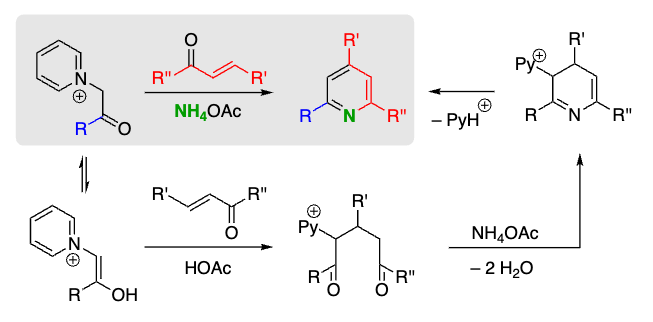 O R'
R'' R'
N ⊕ NH₄OAc R N R''
R O
R'
Py ⊕
R N R''
– PyH ⊕
R' R''
O
HOAc
N ⊕
R OH
R'
⊕ Py
R R''
O O
NH₄OAc
– 2 H₂O